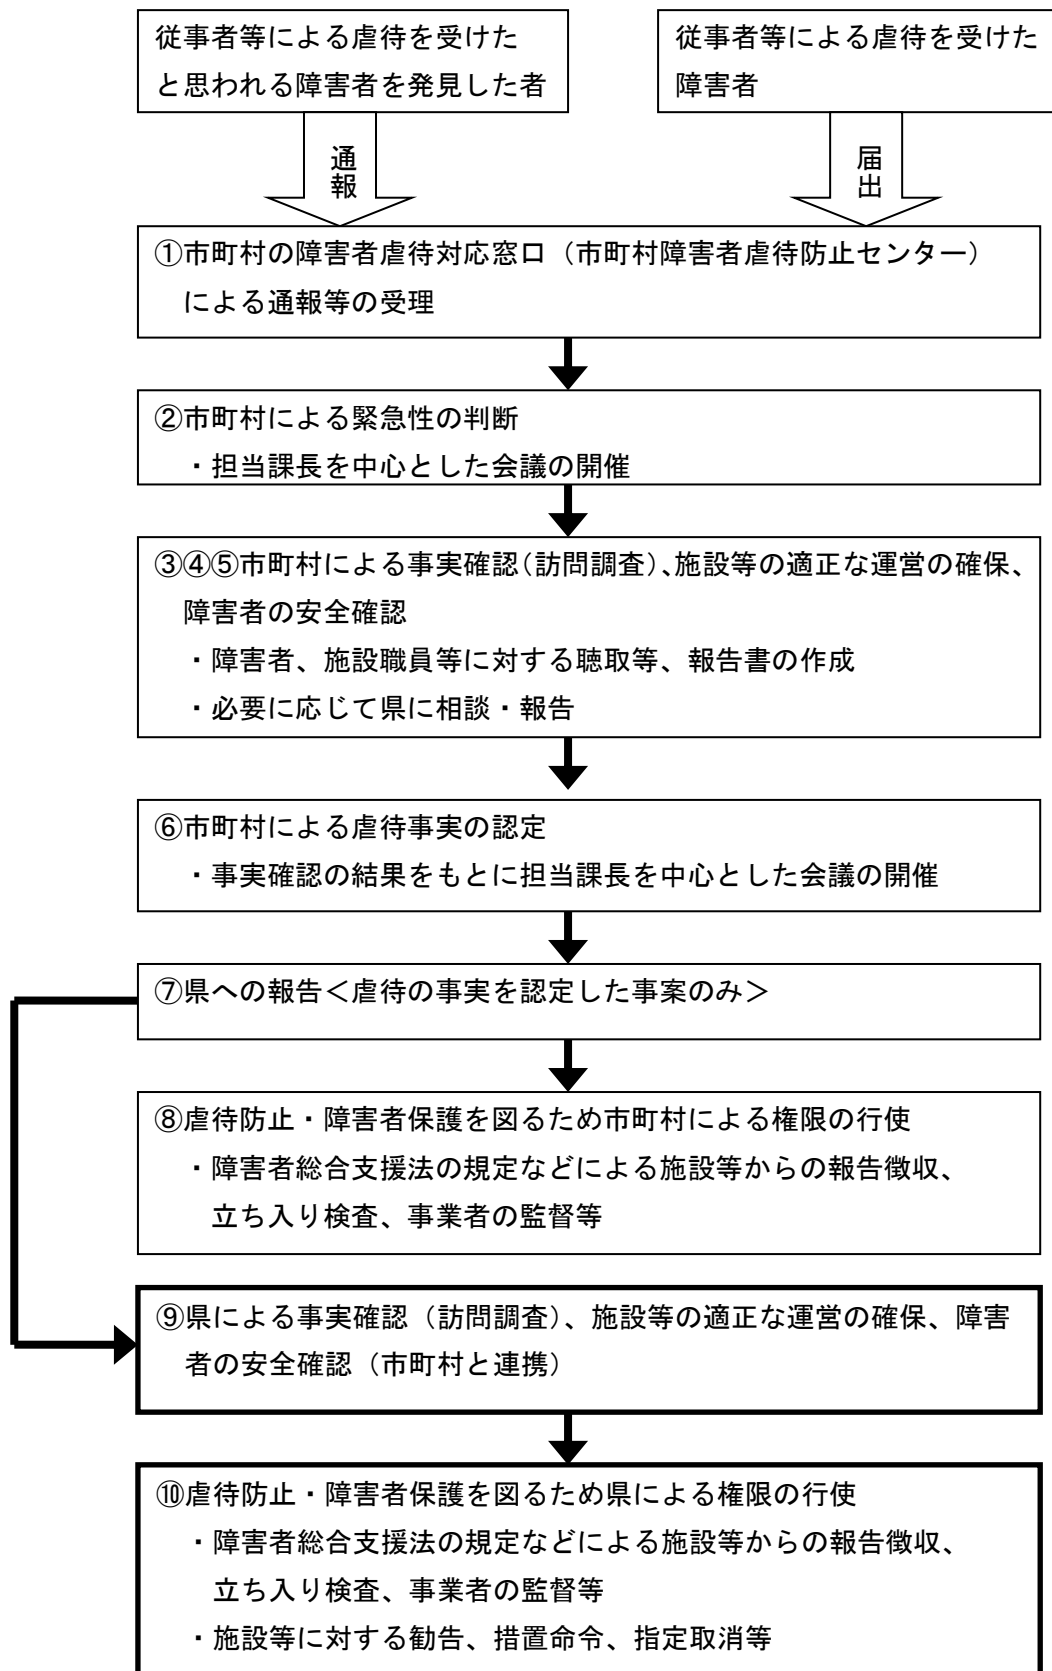 従事者等による虐待を受けた
と思われる障害者を発見した者
従事者等による虐待を受けた
障害者
通報
届出
①市町村の障害者虐待対応窓口（市町村障害者虐待防止センター）
による通報等の受理
②市町村による緊急性の判断
・担当課長を中心とした会議の開催
③④⑤市町村による事実確認（訪問調査）、施設等の適正な運営の確保、
障害者の安全確認
・障害者、施設職員等に対する聴取等、報告書の作成
・必要に応じて県に相談・報告
⑥市町村による虐待事実の認定
・事実確認の結果をもとに担当課長を中心とした会議の開催
⑦県への報告＜虐待の事実を認定した事案のみ＞
⑧虐待防止・障害者保護を図るため市町村による権限の行使
・障害者総合支援法の規定などによる施設等からの報告徴収、
立ち入り検査、事業者の監督等
⑨県による事実確認（訪問調査）、施設等の適正な運営の確保、障害
者の安全確認（市町村と連携）
⑩虐待防止・障害者保護を図るため県による権限の行使
・障害者総合支援法の規定などによる施設等からの報告徴収、
立ち入り検査、事業者の監督等
・施設等に対する勧告、措置命令、指定取消等